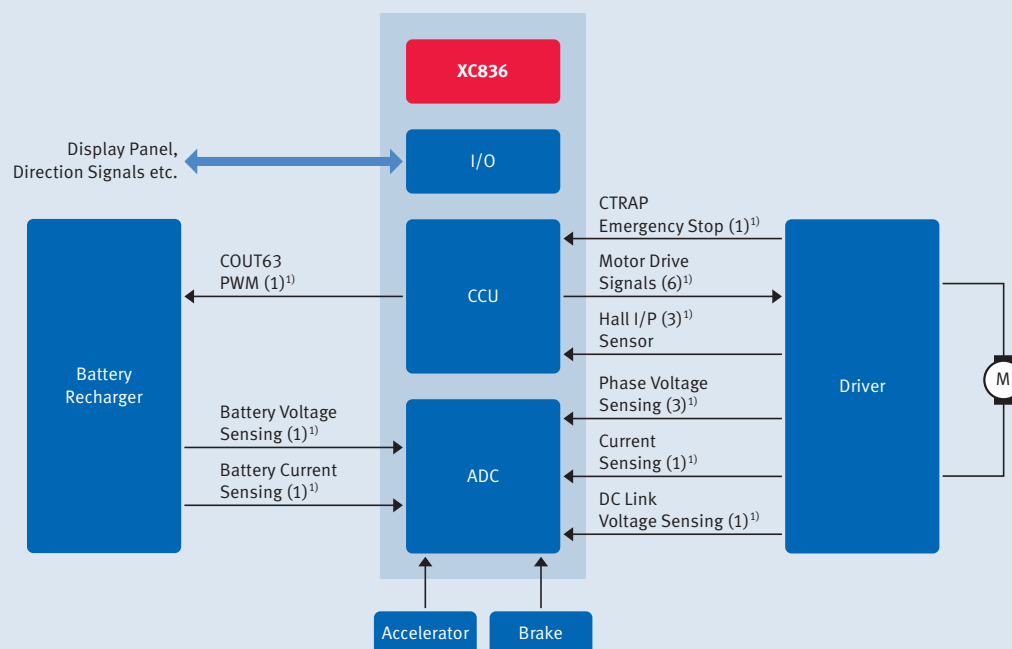 XC836
Display Panel,
Direction Signals etc.
I/O
CTRAP
Emergency Stop (1)¹⁾
COUT63
PWM (1)¹⁾
CCU
Motor Drive
Signals (6)¹⁾
Hall I/P (3)¹⁾
Sensor
Battery
Recharger
Phase Voltage
Sensing (3)¹⁾
Driver
M
Battery Voltage
Sensing (1)¹⁾
Battery Current
Sensing (1)¹⁾
ADC
Current
Sensing (1)¹⁾
DC Link
Voltage Sensing (1)¹⁾
Accelerator
Brake